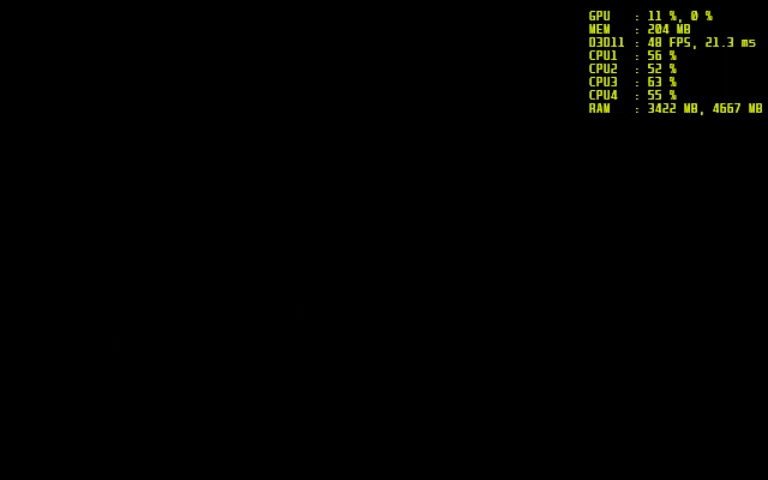 GPU : 11 %, 0 %
MEM : 204 MB
D3D11 : 48 FPS, 21.3 ms
CPU1 : 56 %
CPU2 : 52 %
CPU3 : 63 %
CPU4 : 55 %
RAM : 3422 MB, 4667 MB